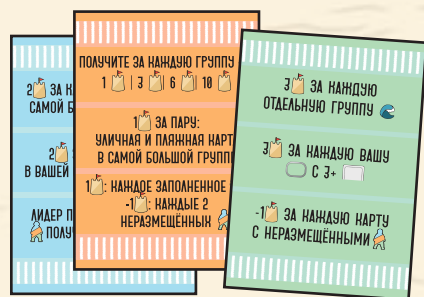 2 ЗА К
САМОЙ Б
2
В ВАШЕЙ
ЛИДЕР П
ПОЛУ
ПОЛУЧИТЕ ЗА КАЖДУЮ ГРУППУ
1 | 3 | 6 | 10
1 ЗА ПАРУ:
УЛИЧНАЯ И ПЛЯЖНАЯ КАРТ
В САМОЙ БОЛЬШОЙ ГРУПП
1 : КАЖДОЕ ЗАПОЛНЕННОЕ
-1 : КАЖДЫЕ 2
НЕРАЗМЕЩЁННЫХ
3 ЗА КАЖДУЮ
ОТДЕЛЬНУЮ ГРУППУ
3 ЗА КАЖДУЮ ВАШУ
С 3+
-1 ЗА КАЖДУЮ КАРТУ
С НЕРАЗМЕЩЁННЫМИ